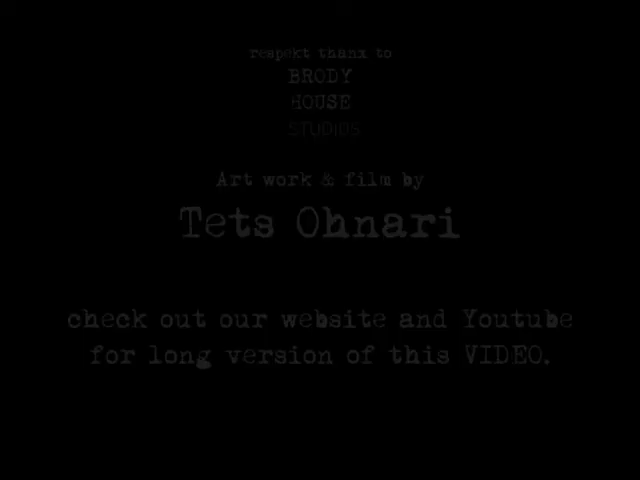 respekt thanx to
BRODY
HOUSE
STUDIOS
Art work & film by
Tets Ohnari
check out our website and Youtube
for long version of this VIDEO.